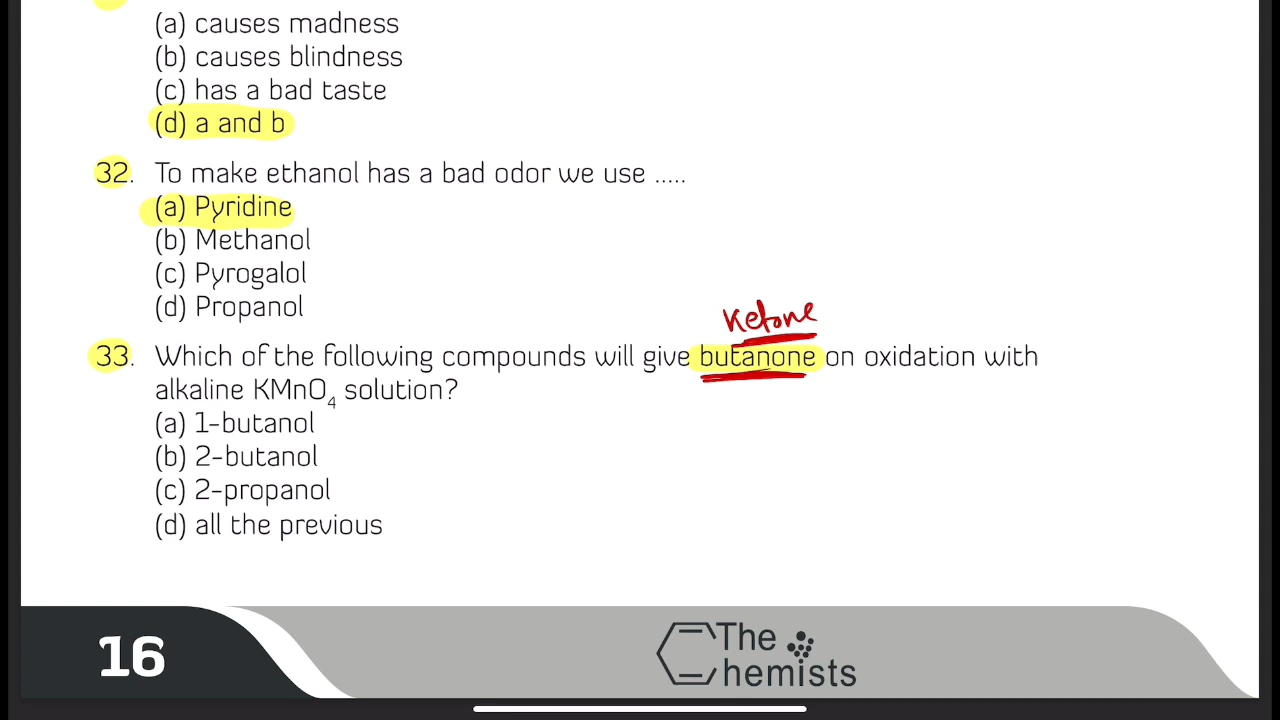 (a) causes madness
(b) causes blindness
(c) has a bad taste
(d) a and b
32. To make ethanol has a bad odor we use .....
(a) Pyridine
(b) Methanol
(c) Pyrogalol
(d) Propanol
Ketone
33. Which of the following compounds will give butanone on oxidation with
alkaline KMnO₄ solution?
(a) 1-butanol
(b) 2-butanol
(c) 2-propanol
(d) all the previous
16
The
Chemists